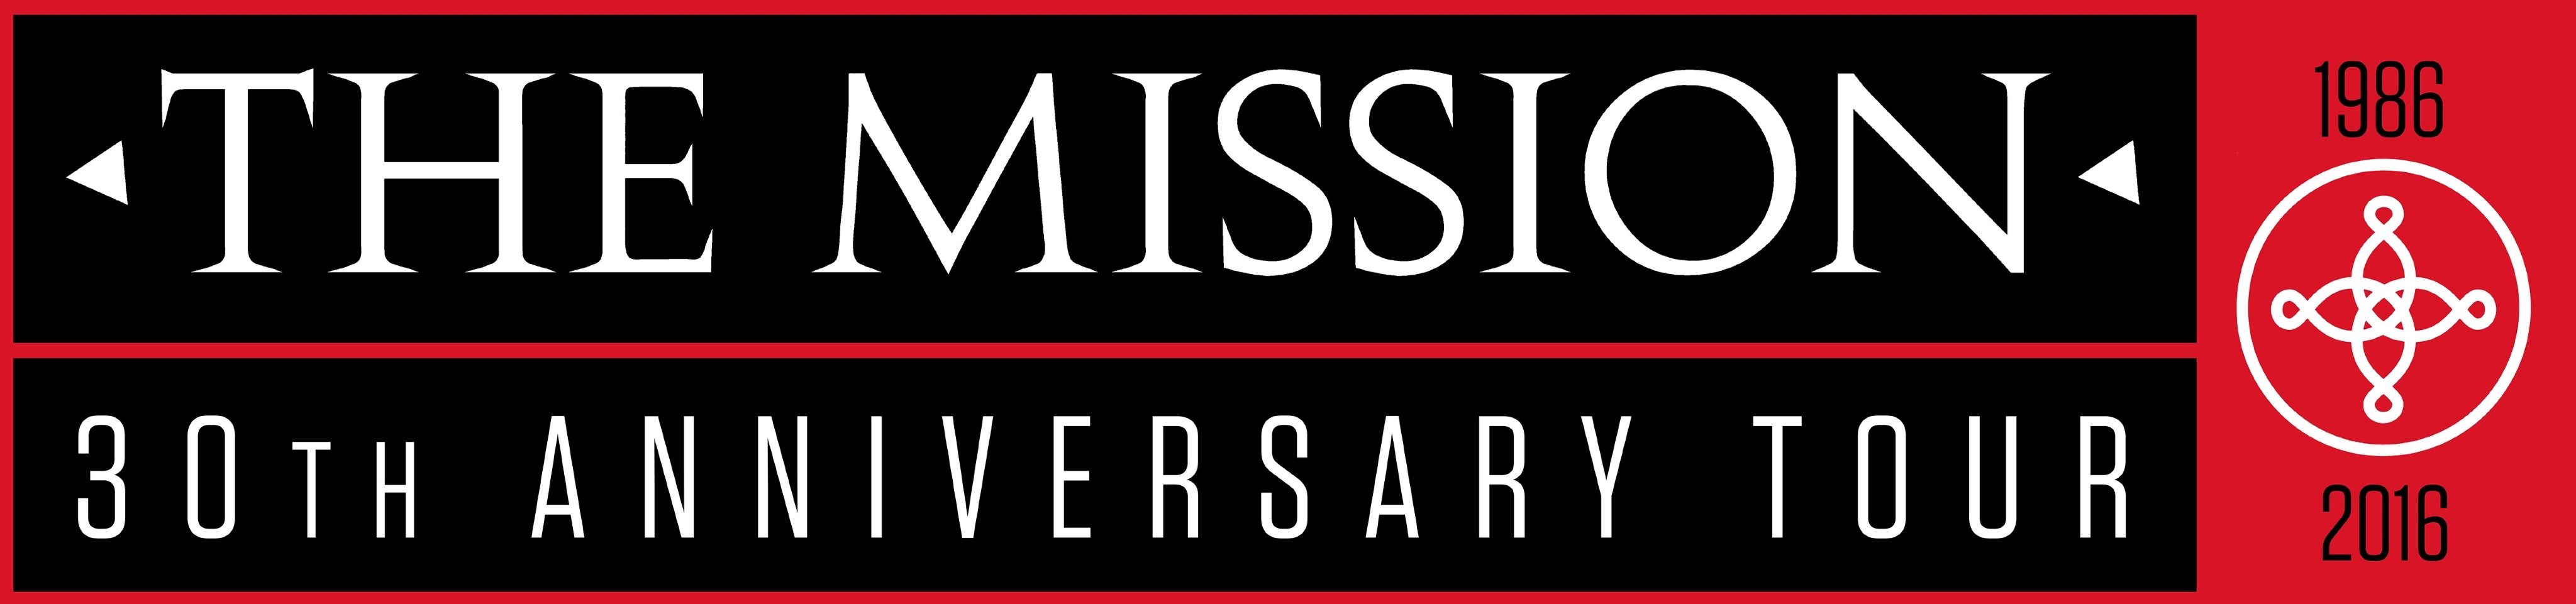 THE MISSION
30TH ANNIVERSARY TOUR
1986
2016